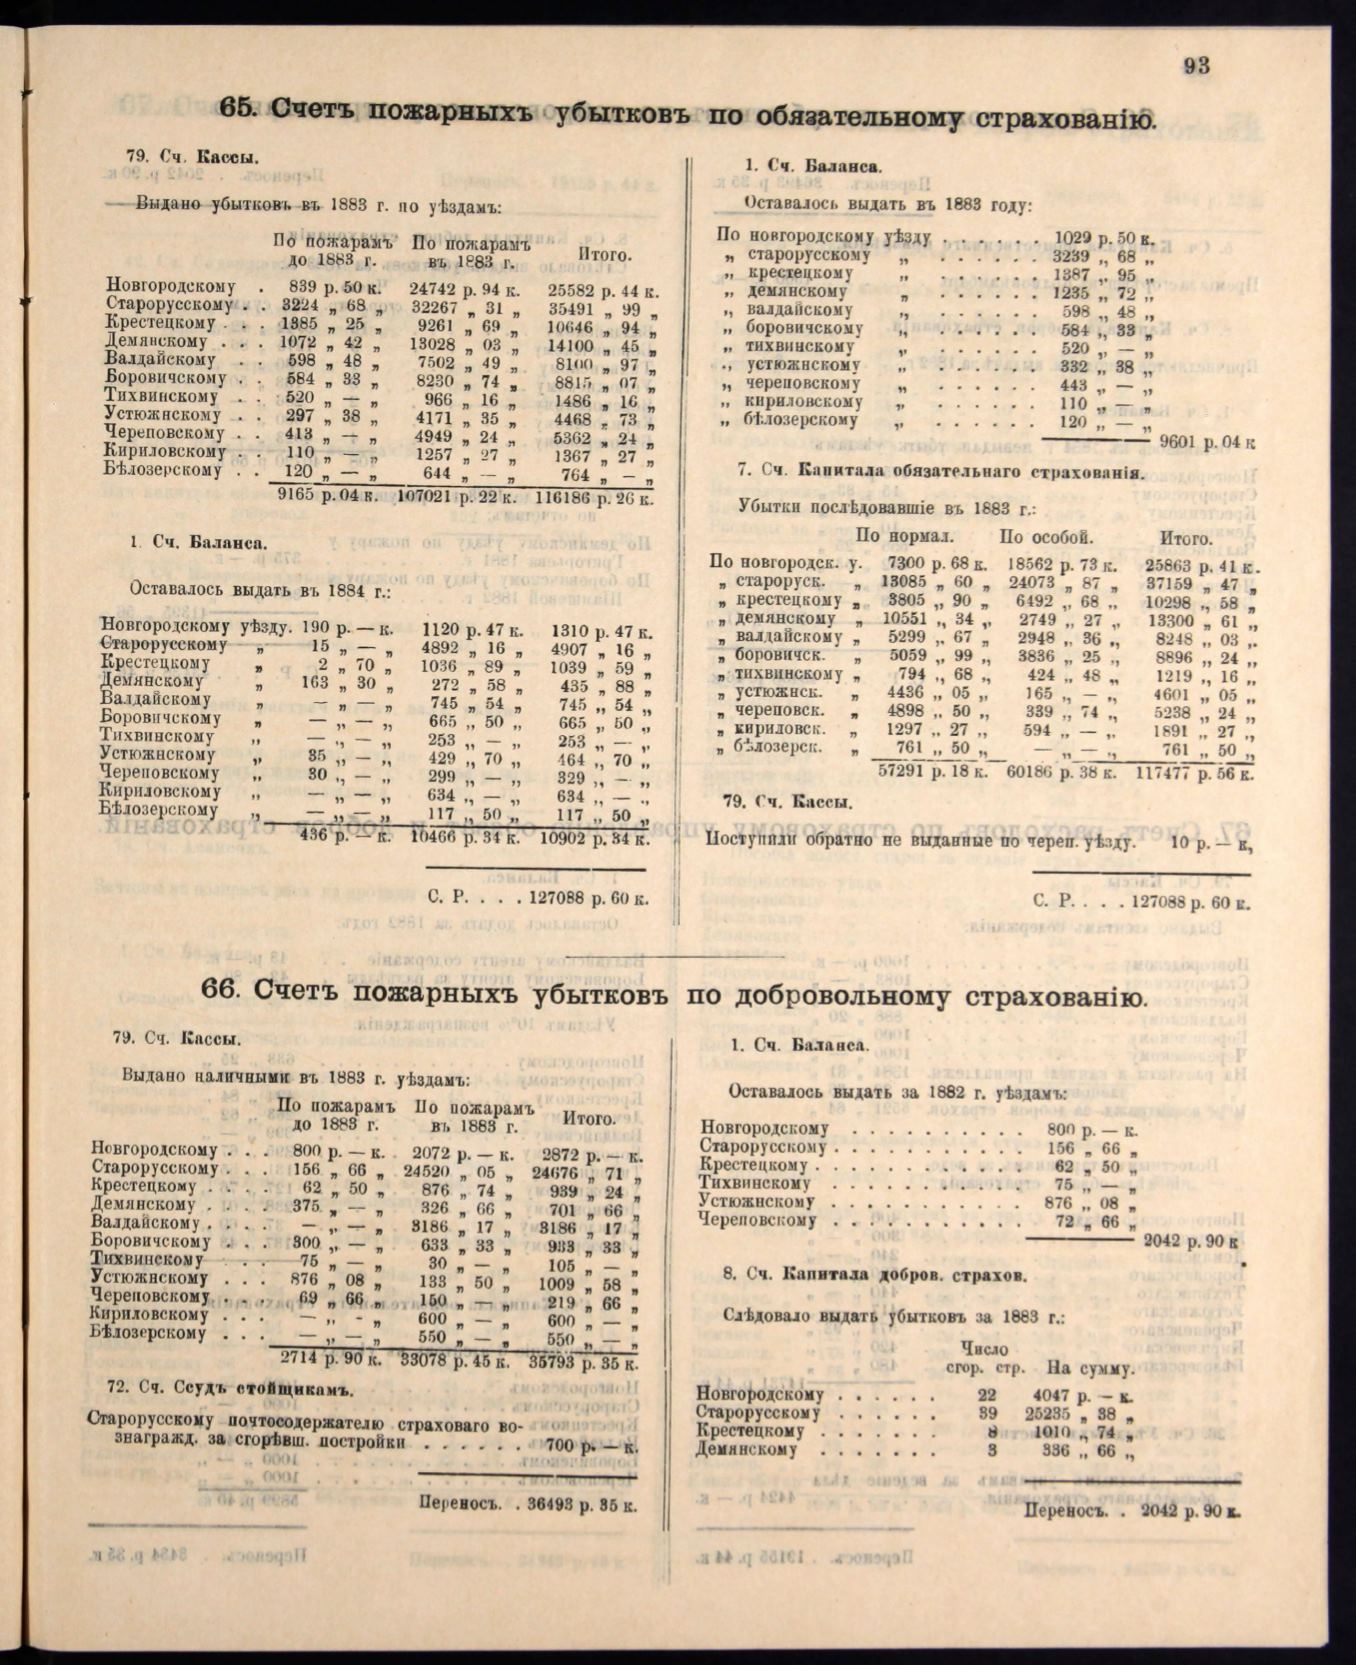 93
65. Счетъ пожарныхъ убытковъ по обязательному страхованію.
79. Сч. Кассы.
Выдано убытковъ въ 1883 г. по уѣздамъ:
По пожарамъ до 1883 г. По пожарамъ въ 1883 г. Итого.
Новгородскому . 839 р. 50 к. 24742 р. 94 к. 25582 р. 44 к.
Старорусскому . . 3224 „ 68 „ 32267 „ 31 „ 35491 „ 99 „
Крестецкому . . . 1385 „ 25 „ 9261 „ 69 „ 10646 „ 94 „
Демянскому . . . 1072 „ 42 „ 13028 „ 03 „ 14100 „ 45 „
Валдайскому . . 598 „ 48 „ 7502 „ 49 „ 8100 „ 97 „
Боровичскому . . 584 „ 33 „ 8230 „ 74 „ 8815 „ 07 „
Тихвинскому . . 520 „ — „ 966 „ 16 „ 1486 „ 16 „
Устюжнскому . . 297 „ 38 „ 4171 „ 35 „ 4468 „ 73 „
Череповскому . . 413 „ — „ 4949 „ 24 „ 5362 „ 24 „
Кириловскому . . 110 „ — „ 1257 „ 27 „ 1367 „ 27 „
Бѣлозерскому . . 120 „ — „ 644 „ — „ 764 „ — „
9165 р. 04 к. 107021 р. 22 к. 116186 р. 26 к.
1. Сч. Баланса.
Оставалось выдать въ 1884 г.:
Новгородскому уѣзду. 190 р. — к. 1120 р. 47 к. 1310 р. 47 к.
Старорусскому „ 15 „ — „ 4892 „ 16 „ 4907 „ 16 „
Крестецкому „ 2 „ 70 „ 1036 „ 89 „ 1039 „ 59 „
Демянскому „ 163 „ 30 „ 272 „ 58 „ 435 „ 88 „
Валдайскому „ — „ — „ 745 „ 54 „ 745 „ 54 „
Боровичскому „ — „ — „ 665 „ 50 „ 665 „ 50 „
Тихвинскому „ — „ — „ 253 „ — „ 253 „ — „
Устюжнскому „ 35 „ — „ 429 „ 70 „ 464 „ 70 „
Череповскому „ 30 „ — „ 299 „ — „ 329 „ — „
Кириловскому „ — „ — „ 634 „ — „ 634 „ — „
Бѣлозерскому „ — „ — „ 117 „ 50 „ 117 „ 50 „
436 р. — к. 10466 р. 34 к. 10902 р. 34 к.
С. Р. . . . 127088 р. 60 к.
1. Сч. Баланса.
Оставалось выдать въ 1883 году:
По новгородскому уѣзду . . . . . . 1029 р. 50 к.
„ старорусскому „ . . . . . . 3239 „ 68 „
„ крестецкому „ . . . . . . 1387 „ 95 „
„ демянскому „ . . . . . . 1235 „ 72 „
„ валдайскому „ . . . . . . 598 „ 48 „
„ боровичскому „ . . . . . . 584 „ 33 „
„ тихвинскому „ . . . . . . 520 „ — „
„ устюжнскому „ . . . . . . 332 „ 38 „
„ череповскому „ . . . . . . 443 „ — „
„ кириловскому „ . . . . . . 110 „ — „
„ бѣлозерскому „ . . . . . . 120 „ — „
9601 р. 04 к
7. Сч. Капитала обязательнаго страхованія.
Убытки послѣдовавшіе въ 1883 г.:
По нормал. По особой. Итого.
По новгородск. у. 7300 р. 68 к. 18562 р. 73 к. 25863 р. 41 к.
„ староруск. „ 13085 „ 60 „ 24073 „ 87 „ 37159 „ 47 „
„ крестецкому „ 3805 „ 90 „ 6492 „ 68 „ 10298 „ 58 „
„ демянскому „ 10551 „ 34 „ 2749 „ 27 „ 13300 „ 61 „
„ валдайскому „ 5299 „ 67 „ 2948 „ 36 „ 8248 „ 03 „
„ боровичск. „ 5059 „ 99 „ 3836 „ 25 „ 8896 „ 24 „
„ тихвинскому „ 794 „ 68 „ 424 „ 48 „ 1219 „ 16 „
„ устюжнск. „ 4436 „ 05 „ 165 „ — „ 4601 „ 05 „
„ череповск. „ 4898 „ 50 „ 339 „ 74 „ 5238 „ 24 „
„ кириловск. „ 1297 „ 27 „ 594 „ — „ 1891 „ 27 „
„ бѣлозерск. „ 761 „ 50 „ — „ — „ 761 „ 50 „
57291 р. 18 к. 60186 р. 38 к. 117477 р. 56 к.
79. Сч. Кассы.
Поступили обратно не выданные по череп. уѣзду. 10 р. — к,
С. Р. . . . 127088 р. 60 к.
66. Счетъ пожарныхъ убытковъ по добровольному страхованію.
79. Сч. Кассы.
Выдано наличными въ 1883 г. уѣздамъ:
По пожарамъ до 1883 г. По пожарамъ въ 1883 г. Итого.
Новгородскому . . . 800 р. — к. 2072 р. — к. 2872 р. — к.
Старорусскому . . . 156 „ 66 „ 24520 „ 05 „ 24676 „ 71 „
Крестецкому . . . . 62 „ 50 „ 876 „ 74 „ 939 „ 24 „
Демянскому . . . . 375 „ — „ 326 „ 66 „ 701 „ 66 „
Валдайскому . . . . — „ — „ 3186 „ 17 „ 3186 „ 17 „
Боровичскому . . . 300 „ — „ 633 „ 33 „ 933 „ 33 „
Тихвинскому . . 75 „ — „ 30 „ — „ 105 „ — „
Устюжнскому . . . 876 „ 08 „ 133 „ 50 „ 1009 „ 58 „
Череповскому . . . 69 „ 66 „ 150 „ — „ 219 „ 66 „
Кириловскому . . . — „ - „ 600 „ — „ 600 „ — „
Бѣлозерскому . . . — „ — „ 550 „ — „ 550 „ — „
2714 р. 90 к. 33078 р. 45 к. 35793 р. 35 к.
72. Сч. Ссудъ стойщикамъ.
Старорусскому почтосодержателю страховаго во-
знагражд. за сгорѣвш. постройки . . . . . . 700 р. — к.
Переносъ. . 36493 р. 35 к.
1. Сч. Баланса.
Оставалось выдать за 1882 г. уѣздамъ:
Новгородскому . . . . . . . . . . 800 р. — к.
Старорусскому . . . . . . . . . . . 156 „ 66 „
Крестецкому . . . . . . . . . . . . 62 „ 50 „
Тихвинскому . . . . . . . . . . . 75 „ — „
Устюжнскому . . . . . . . . . . . 876 „ 08 „
Череповскому . . . . . . . . . . . 72 „ 66 „
2042 р. 90 к
8. Сч. Капитала добров. страхов.
Слѣдовало выдать убытковъ за 1883 г.:
Число
сгор. стр. На сумму.
Новгородскому . . . . . . 22 4047 р. — к.
Старорусскому . . . . . . 39 25235 „ 38 „
Крестецкому . . . . . . . 8 1010 „ 74 „
Демянскому . . . . . . . 3 336 „ 66 „
Переносъ. . 2042 р. 90 к.